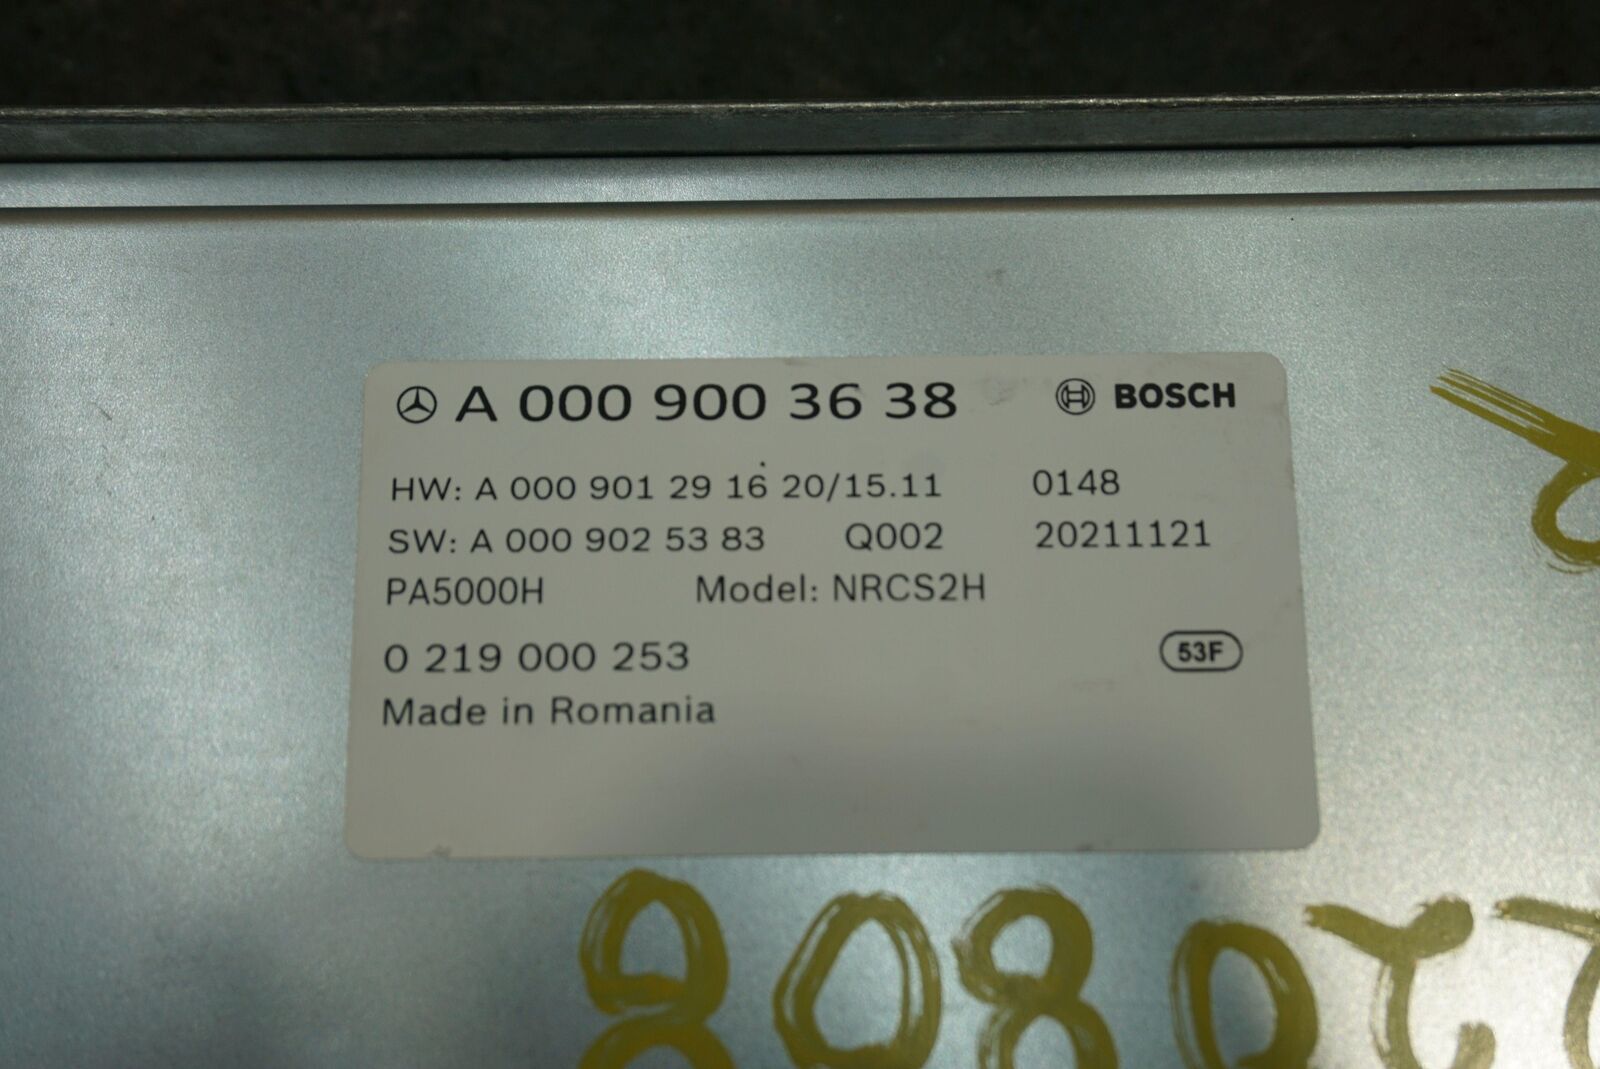 A 000 900 36 38 BOSCH
HW: A 000 901 29 16 20/15.11 0148
SW: A 000 902 53 83 Q002 20211121
PA5000H Model: NRCS2H
0 219 000 253 53F
Made in Romania